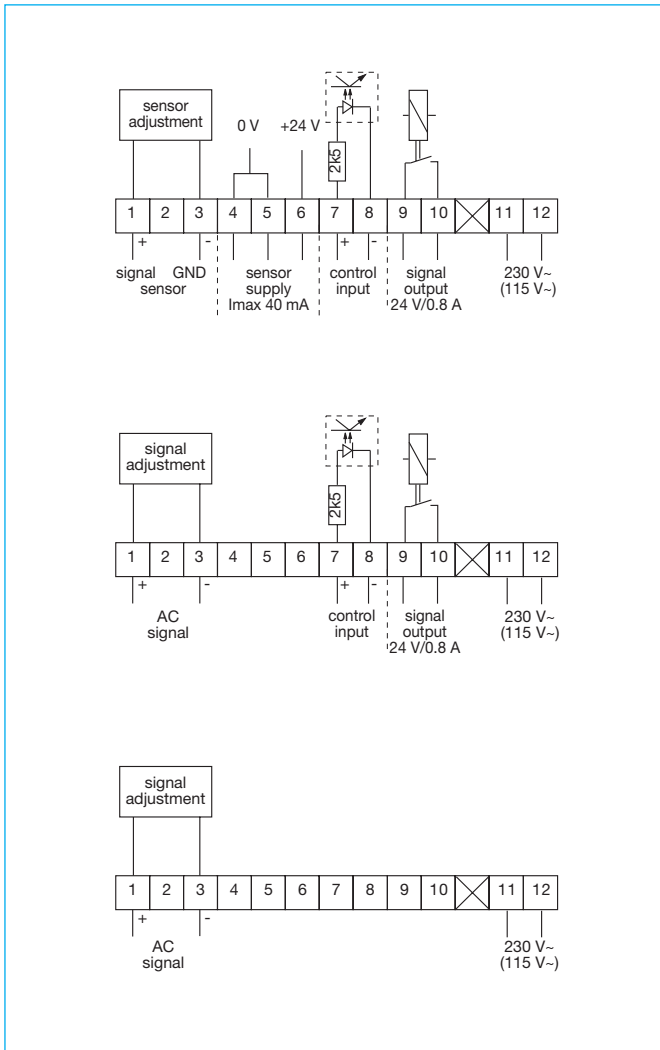 sensor
adjustment
0 V +24 V
2k5
1 2 3 4 5 6 7 8 9 10 11 12
+ - + -
signal GND sensor control signal 230 V~
sensor supply input output (115 V~)
Imax 40 mA 24 V/0.8 A
signal
adjustment
2k5
1 2 3 4 5 6 7 8 9 10 11 12
+ - + -
AC control signal 230 V~
signal input output (115 V~)
24 V/0.8 A
signal
adjustment
1 2 3 4 5 6 7 8 9 10 11 12
+ -
AC 230 V~
signal (115 V~)